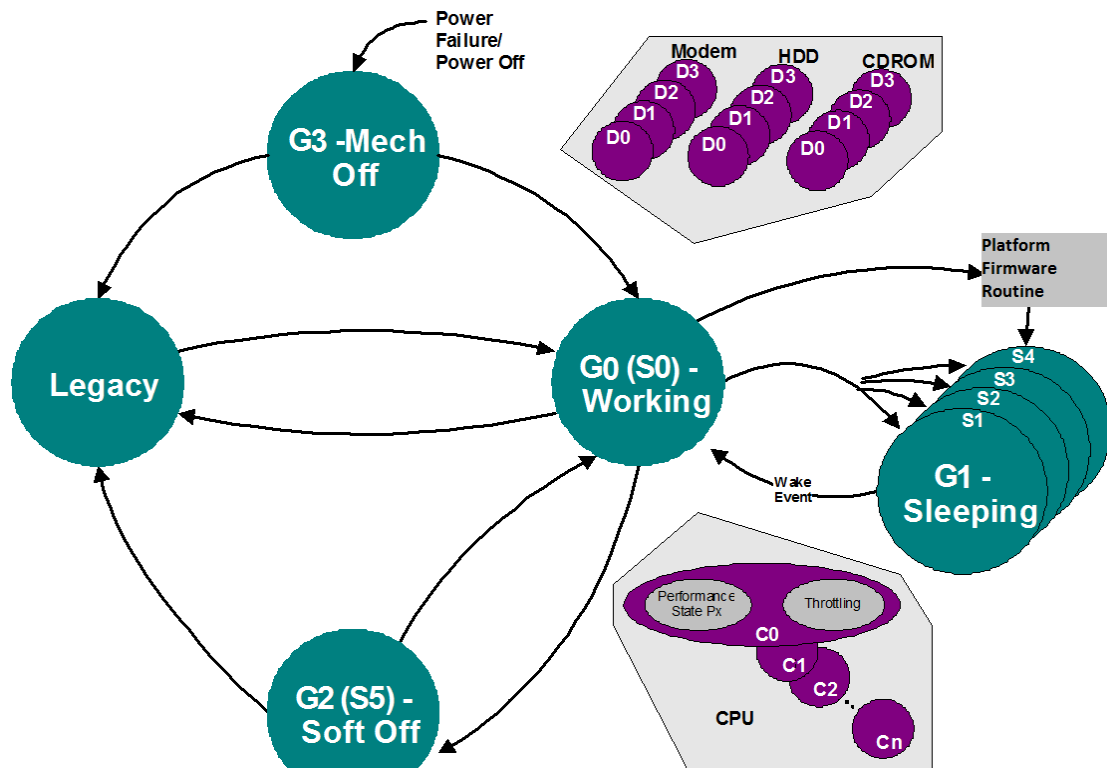 Power
Failure/
Power Off
Modem
HDD
CDROM
D3
D2
D1
D0
D3
D2
D1
D0
D3
D2
D1
D0
G3 -Mech
Off
Platform
Firmware
Routine
Legacy
G0 (S0) -
Working
S4
S3
S2
S1
G1 -
Sleeping
Wake
Event
Performance
State Px
Throttling
C0
C1
C2
Cn
CPU
G2 (S5) -
Soft Off